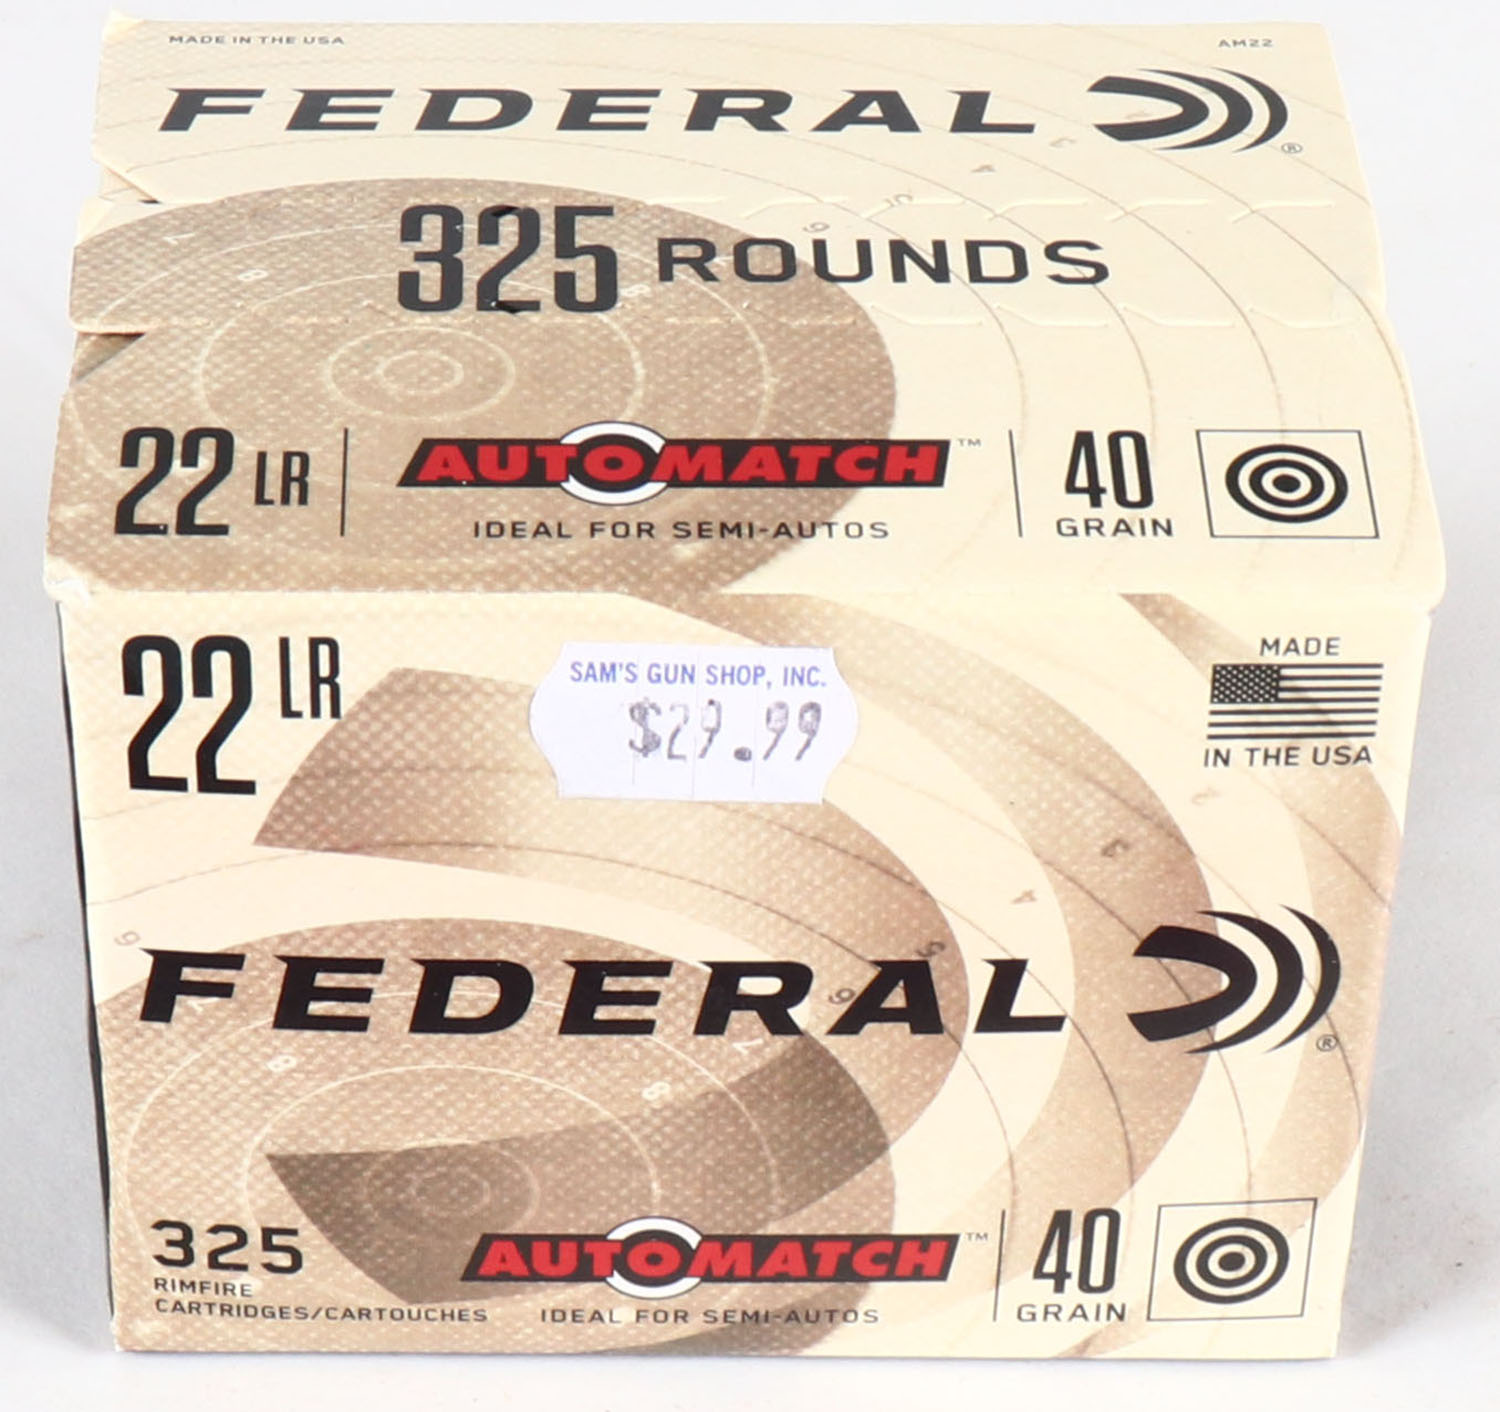 MADE IN THE USA AM22
FEDERAL ®
325 ROUNDS
22 LR AUTOMATCH ™ 40 GRAIN
IDEAL FOR SEMI-AUTOS
22 LR
SAM'S GUN SHOP, INC.
$29.99
MADE
IN THE USA
FEDERAL ®
325
RIMFIRE
CARTRIDGES/CARTOUCHES
AUTOMATCH ™
IDEAL FOR SEMI-AUTOS
40
GRAIN